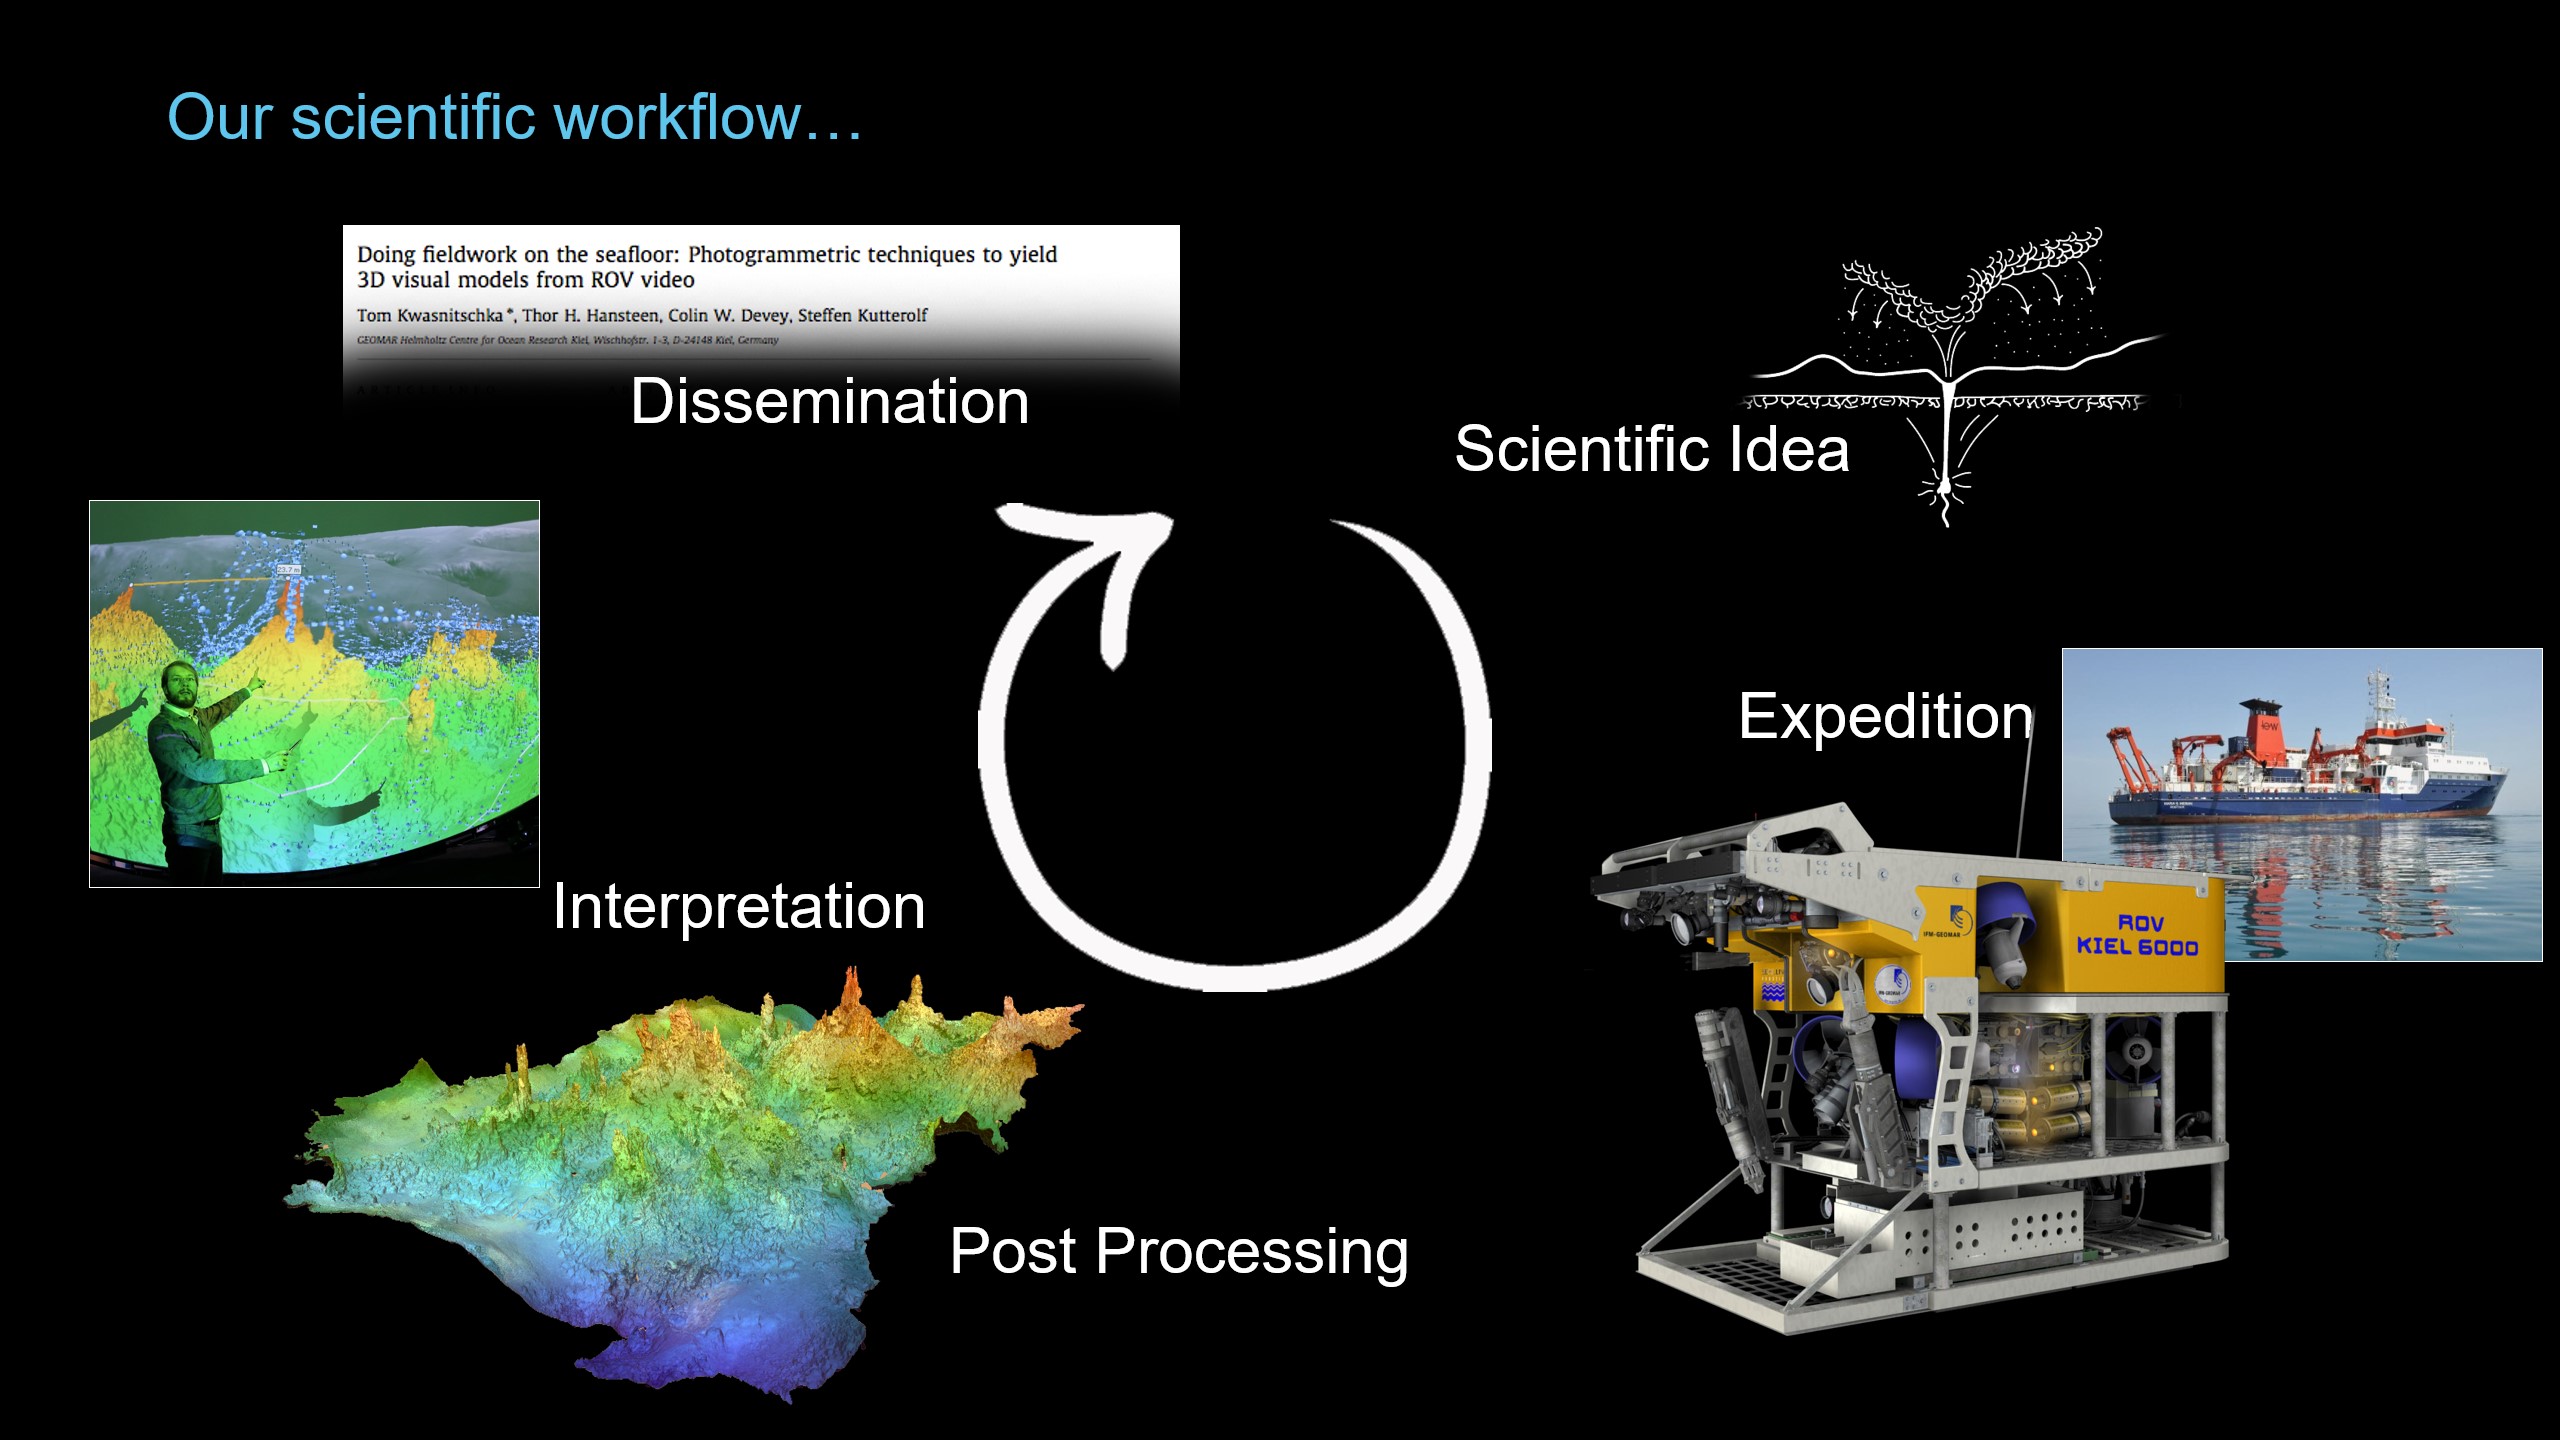 Our scientific workflow…
Doing fieldwork on the seafloor: Photogrammetric techniques to yield
3D visual models from ROV video
Tom Kwasnitschka *, Thor H. Hansteen, Colin W. Devey, Steffen Kutterolf
GEOMAR Helmholtz Centre for Ocean Research Kiel, Wischhofstr. 1-3, D-24148 Kiel, Germany
Dissemination
Scientific Idea
23.7 m
Expedition
Interpretation
IFM-GEOMAR
ROV
KIEL 6000
Post Processing